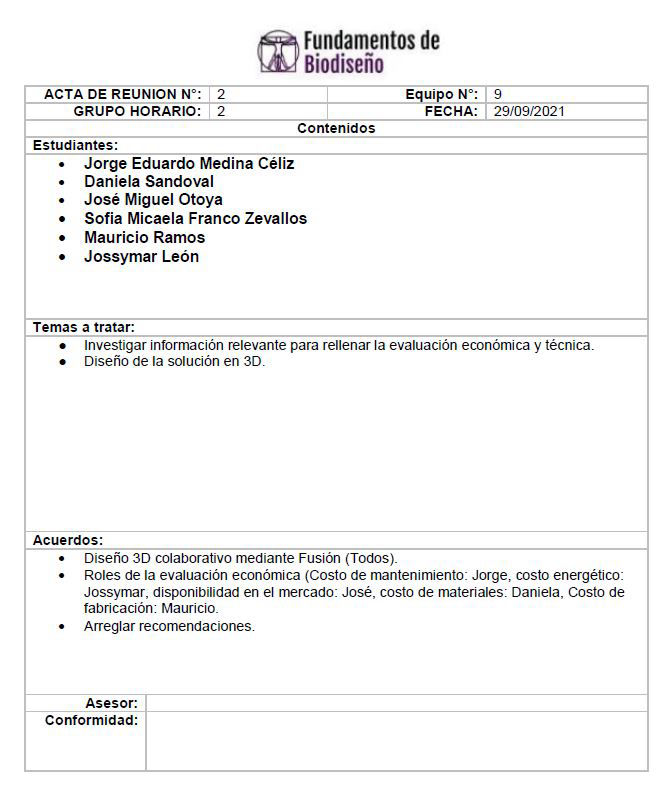 Fundamentos de
Biodiseño
ACTA DE REUNION N°: 2 Equipo N°: 9
GRUPO HORARIO: 2 FECHA: 29/09/2021
Contenidos
Estudiantes:
• Jorge Eduardo Medina Céliz
• Daniela Sandoval
• José Miguel Otoya
• Sofia Micaela Franco Zevallos
• Mauricio Ramos
• Jossymar León
Temas a tratar:
• Investigar información relevante para rellenar la evaluación económica y técnica.
• Diseño de la solución en 3D.
Acuerdos:
• Diseño 3D colaborativo mediante Fusión (Todos).
• Roles de la evaluación económica (Costo de mantenimiento: Jorge, costo energético:
Jossymar, disponibilidad en el mercado: José, costo de materiales: Daniela, Costo de
fabricación: Mauricio.
• Arreglar recomendaciones.
Asesor:
Conformidad: